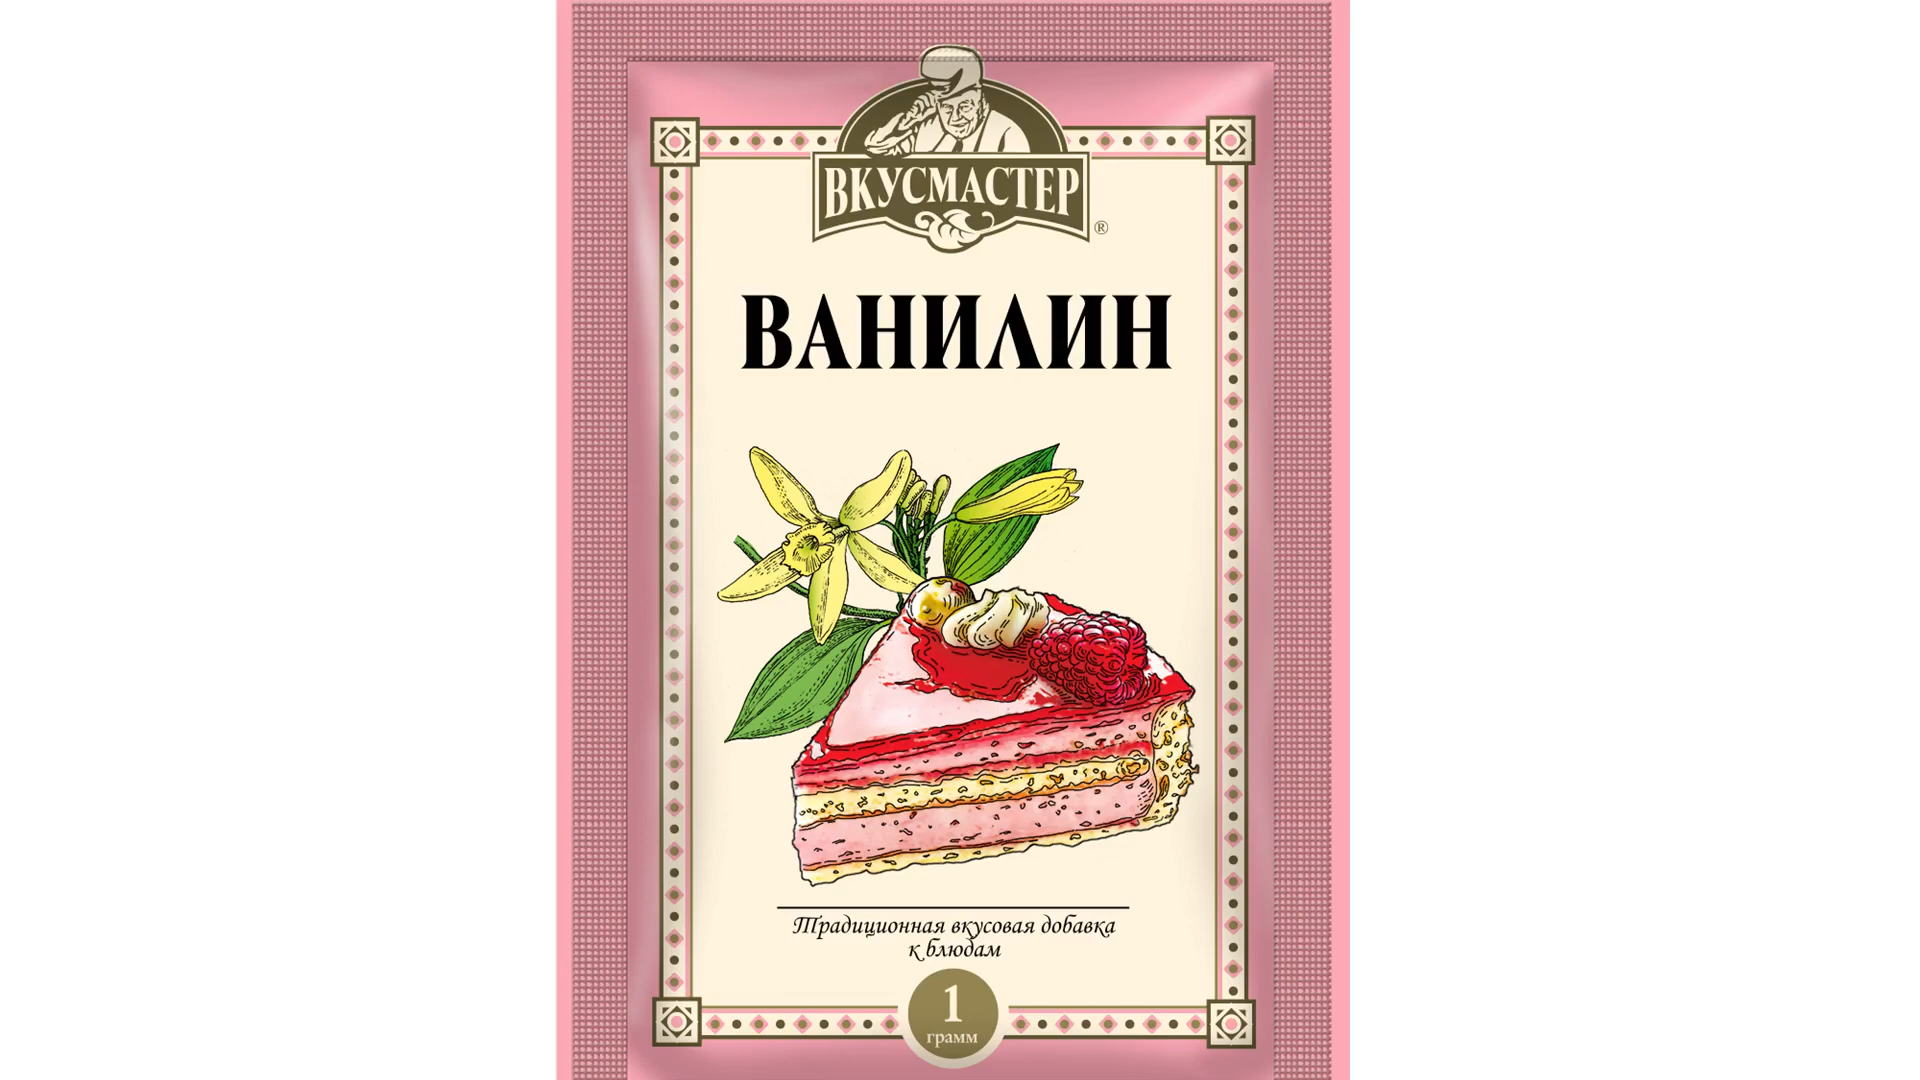 ВКУСМАСТЕР
®
ВАНИЛИН
Традиционная вкусовая добавка
к блюдам
1
грамм